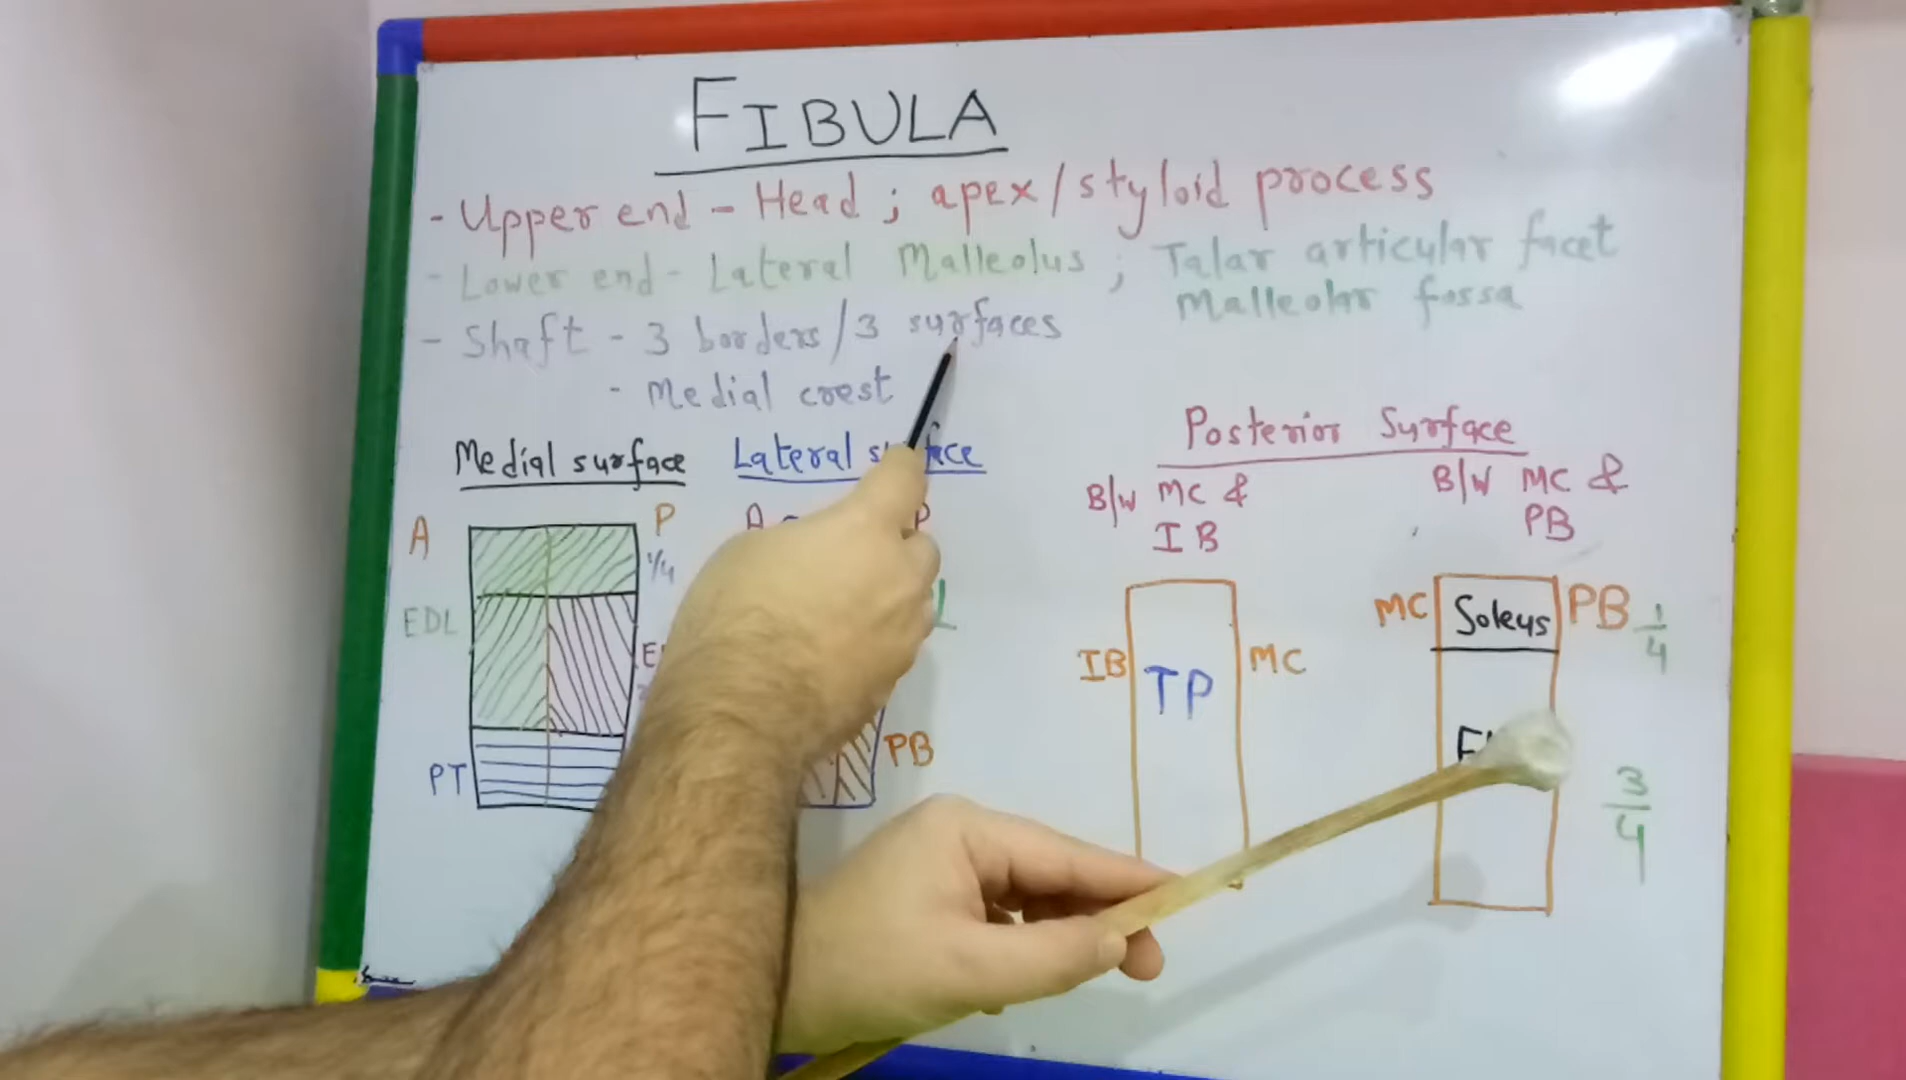 FIBULA
- Upper end - Head ; apex/styloid process
- Lower end - Lateral Malleolus ; Talar articular facet
Malleolar fossa
- Shaft - 3 borders/3 surfaces
- Medial crest
Medial surface
A
P
1/4
EDL
PT
Lateral
A
P
PB
Posterior Surface
B/W MC &
IB
B/W MC &
PB
IB
TP
MC
MC
Soleus
PB
1/4
3/4